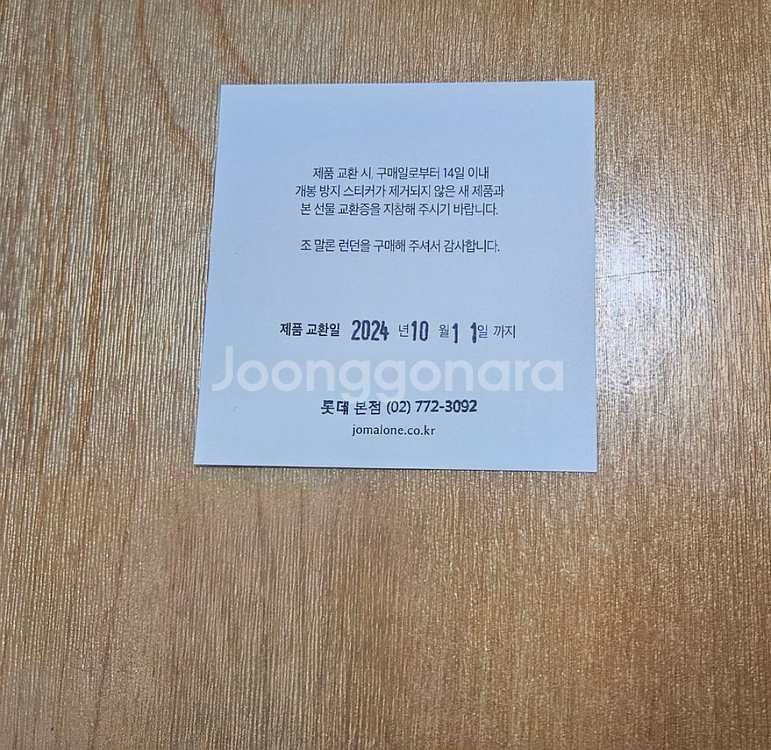 제품 교환 시, 구매일로부터 14일 이내
개봉 방지 스티커가 제거되지 않은 새 제품과
본 선물 교환증을 지참해 주시기 바랍니다.
조 말론 런던을 구매해 주셔서 감사합니다.
제품 교환일 2024 년 10 월 1 1일 까지
Joonggonara
롯데 본점 (02) 772-3092
jomalone.co.kr